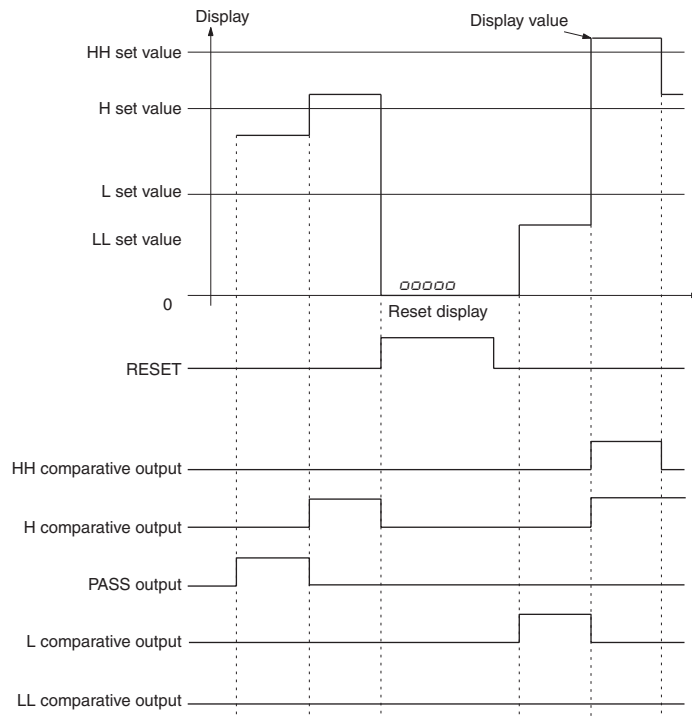 Display
Display value
HH set value
H set value
L set value
LL set value
00000
0
Reset display
RESET
HH comparative output
H comparative output
PASS output
L comparative output
LL comparative output